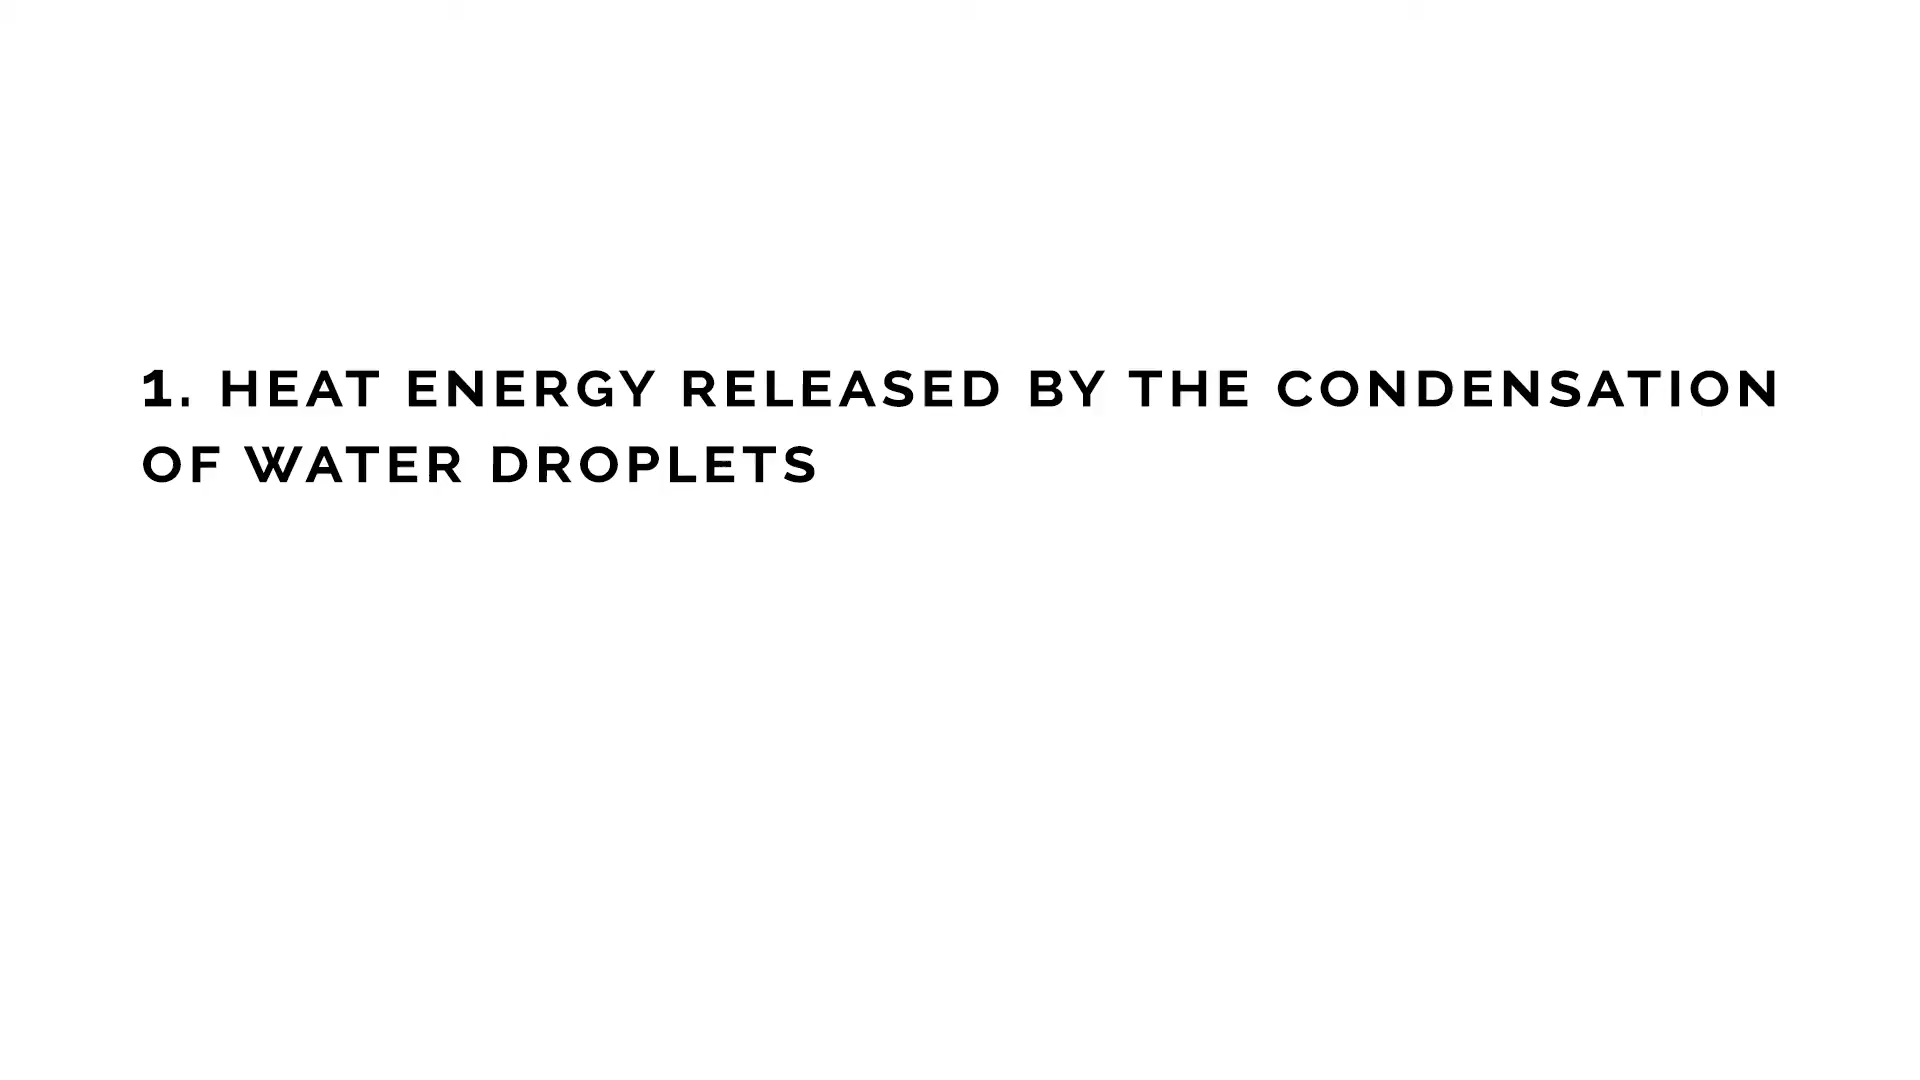 1. HEAT ENERGY RELEASED BY THE CONDENSATION
OF WATER DROPLETS